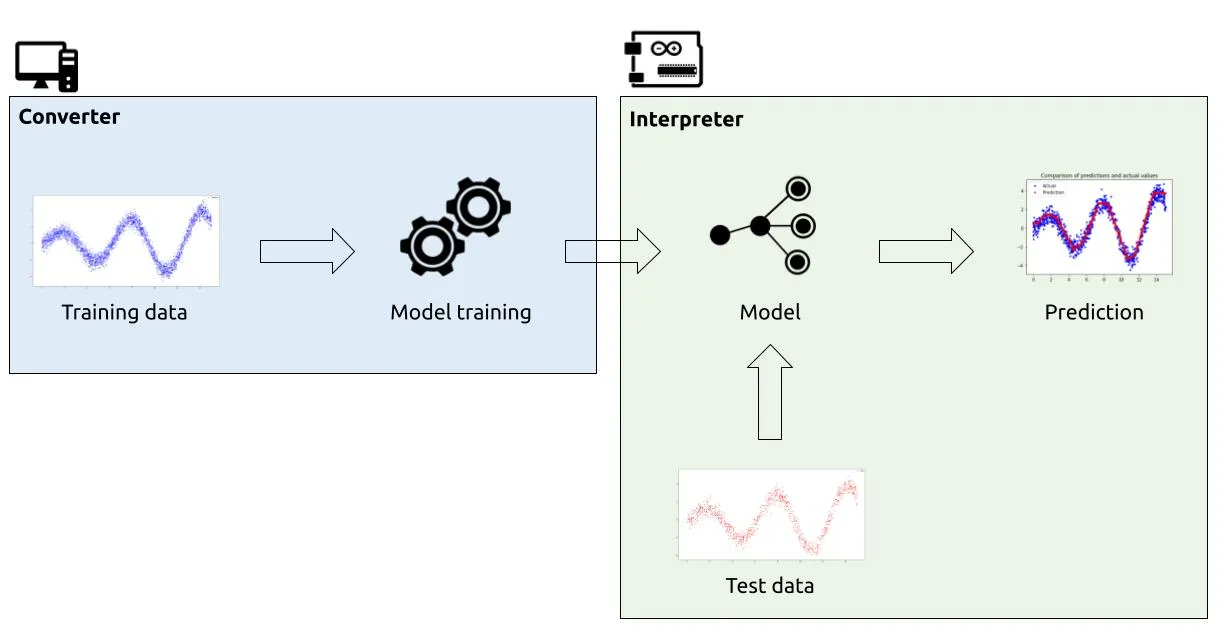 Converter
Interpreter
Comparison of predictions and actual values
Actual
Prediction
4
2
0
−2
−4
0 2 4 6 8 10 12 14
Training data
Model training
Model
Prediction
Test data